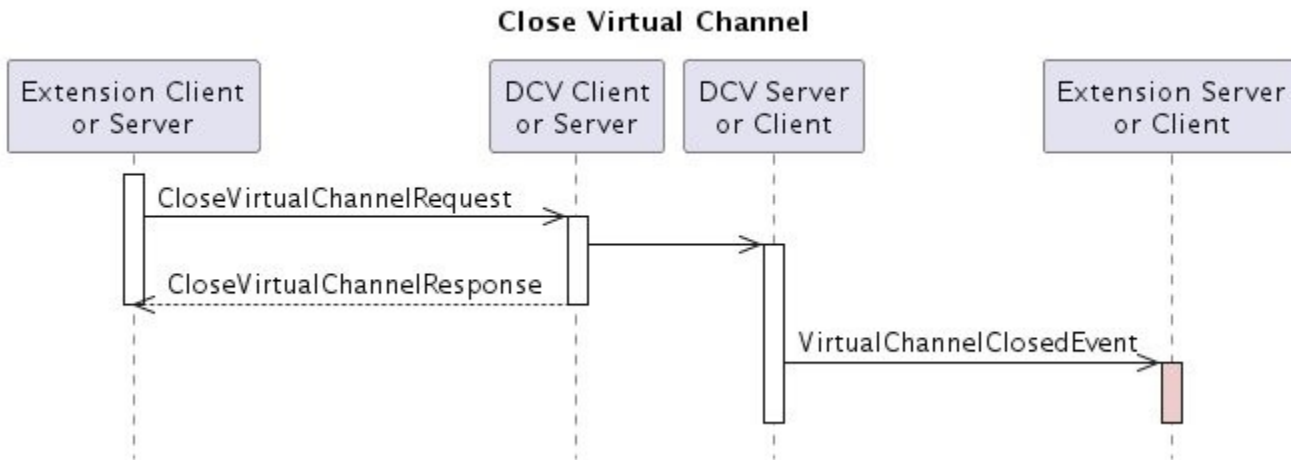 Close Virtual Channel
Extension Client
or Server
DCV Client
or Server
DCV Server
or Client
Extension Server
or Client
CloseVirtualChannelRequest
CloseVirtualChannelResponse
VirtualChannelClosedEvent